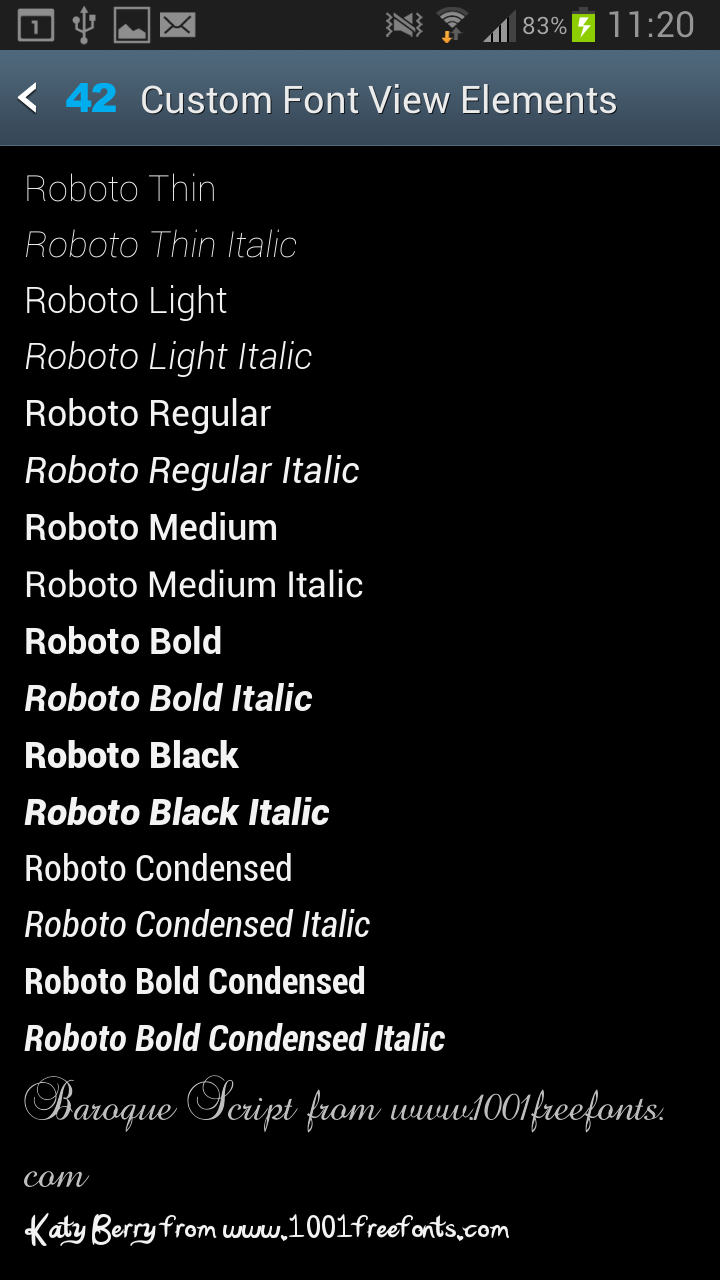 1 83% 11:20
42 Custom Font View Elements
Roboto Thin
Roboto Thin Italic
Roboto Light
Roboto Light Italic
Roboto Regular
Roboto Regular Italic
Roboto Medium
Roboto Medium Italic
Roboto Bold
Roboto Bold Italic
Roboto Black
Roboto Black Italic
Roboto Condensed
Roboto Condensed Italic
Roboto Bold Condensed
Roboto Bold Condensed Italic
Baroque Script from www.1001freefonts.
com
Katy Berry from www.1001freefonts.com